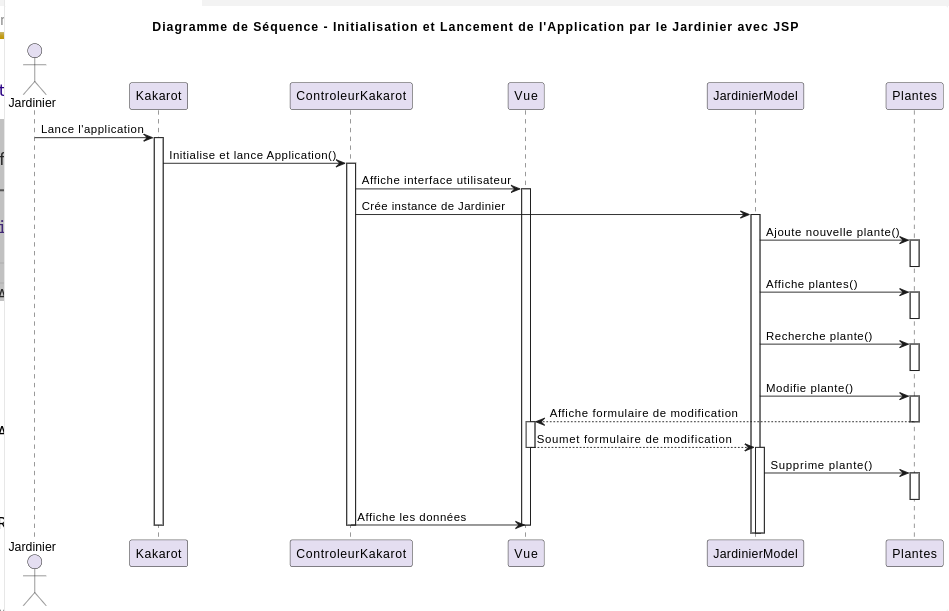 Diagramme de Séquence - Initialisation et Lancement de l'Application par le Jardinier avec JSP
Jardinier
Kakarot
ControleurKakarot
Vue
JardinierModel
Plantes
Lance l'application
Initialise et lance Application()
Affiche interface utilisateur
Crée instance de Jardinier
Ajoute nouvelle plante()
Affiche plantes()
Recherche plante()
Modifie plante()
Affiche formulaire de modification
Soumet formulaire de modification
Supprime plante()
Affiche les données
Jardinier
Kakarot
ControleurKakarot
Vue
JardinierModel
Plantes